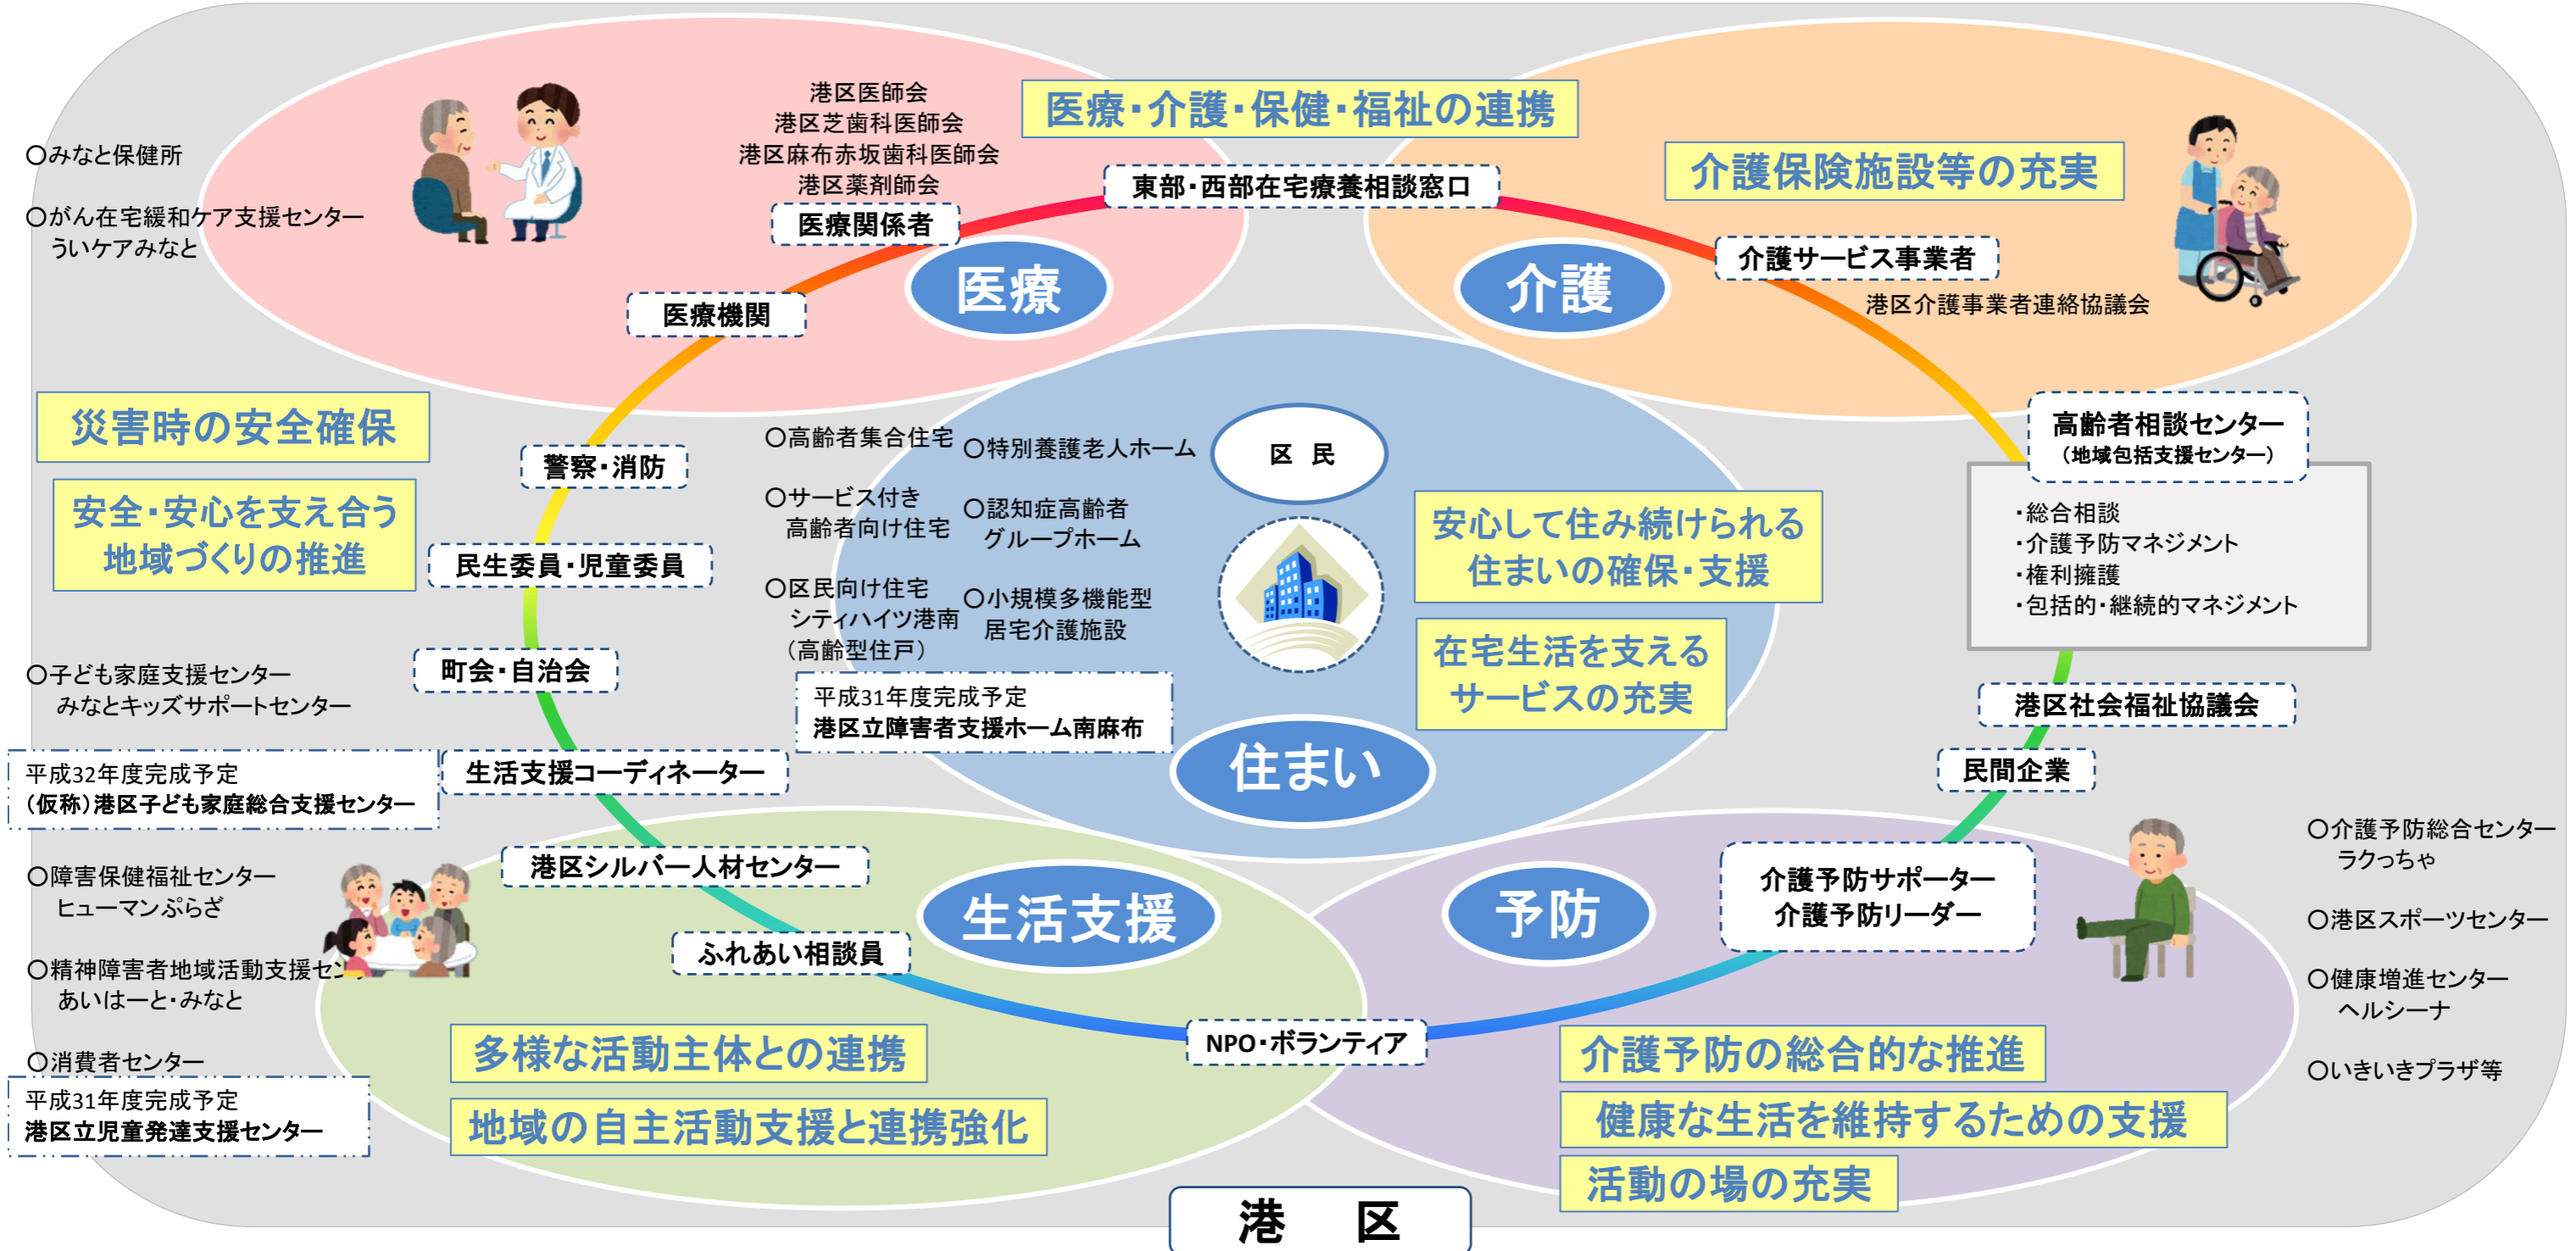 港区医師会
港区芝歯科医師会
港区麻布赤坂歯科医師会
港区薬剤師会
医療関係者
医療・介護・保健・福祉の連携
東部・西部在宅療養相談窓口
介護保険施設等の充実
介護サービス事業者
港区介護事業者連絡協議会
○みなと保健所
○がん在宅緩和ケア支援センター
ういケアみなと
医療
介護
医療機関
災害時の安全確保
安全・安心を支え合う
地域づくりの推進
警察・消防
民生委員・児童委員
町会・自治会
○高齢者集合住宅
○サービス付き
高齢者向け住宅
○区民向け住宅
シティハイツ港南
（高齢型住戸）
○特別養護老人ホーム
○認知症高齢者
グループホーム
○小規模多機能型
居宅介護施設
区 民
安心して住み続けられる
住まいの確保・支援
在宅生活を支える
サービスの充実
平成31年度完成予定
港区立障害者支援ホーム南麻布
住まい
高齢者相談センター
（地域包括支援センター）
・総合相談
・介護予防マネジメント
・権利擁護
・包括的・継続的マネジメント
港区社会福祉協議会
民間企業
○子ども家庭支援センター
みなとキッズサポートセンター
平成32年度完成予定
（仮称）港区子ども家庭総合支援センター
生活支援コーディネーター
○障害保健福祉センター
ヒューマンぷらざ
○精神障害者地域活動支援セン
あいはーと・みなと
○消費者センター
平成31年度完成予定
港区立児童発達支援センター
港区シルバー人材センター
ふれあい相談員
生活支援
NPO・ボランティア
多様な活動主体との連携
地域の自主活動支援と連携強化
予防
介護予防サポーター
介護予防リーダー
介護予防の総合的な推進
健康な生活を維持するための支援
活動の場の充実
○介護予防総合センター
ラクっちゃ
○港区スポーツセンター
○健康増進センター
ヘルシーナ
○いきいきプラザ等
港 区